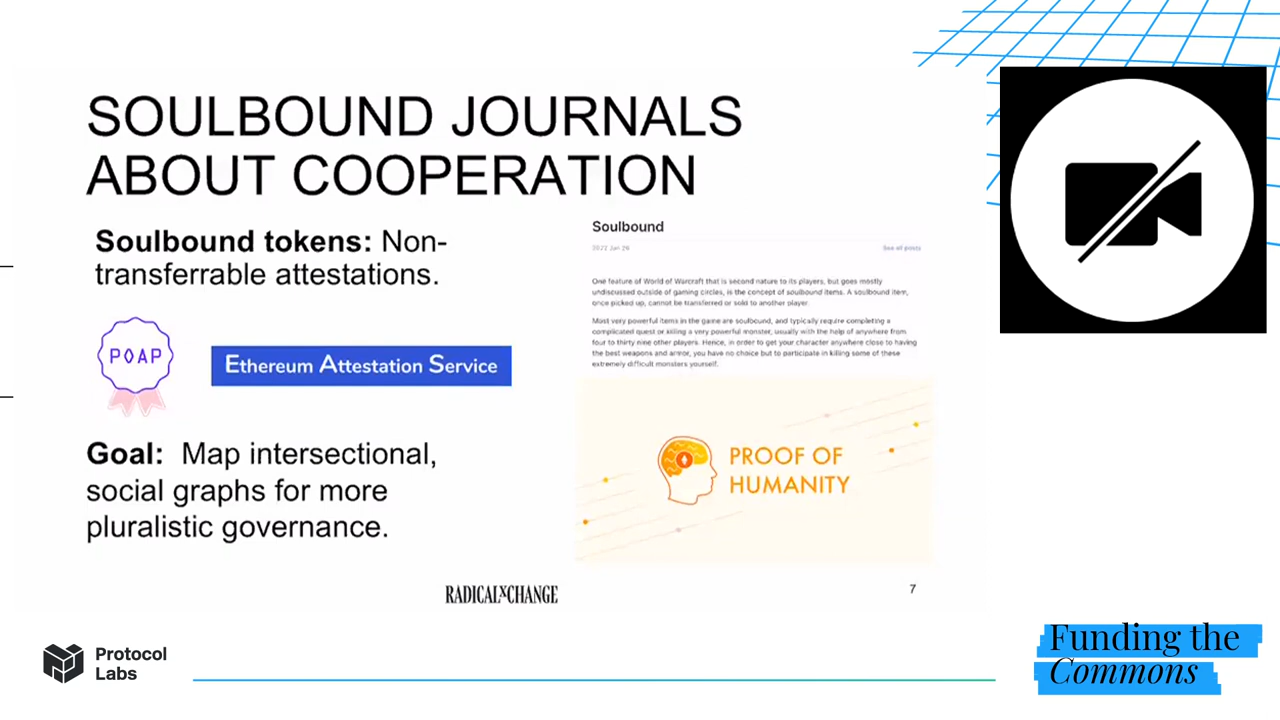 SOULBOUND JOURNALS
ABOUT COOPERATION
Soulbound tokens: Non-
transferrable attestations.
POAP
Ethereum Attestation Service
Goal: Map intersectional,
social graphs for more
pluralistic governance.
Soulbound
2022 Jan 26
See all posts
One feature of World of Warcraft that is second nature to its players, but goes mostly
undiscussed outside of gaming circles, is the concept of soulbound items. A soulbound item,
once picked up, cannot be transferred or sold to another player.
Most very powerful items in the game are soulbound, and typically require completing a
complicated quest or killing a very powerful monster, usually with the help of anywhere from
four to thirty nine other players. Hence, in order to get your character anywhere close to having
the best weapons and armor, you have no choice but to participate in killing some of these
extremely difficult monsters yourself.
PROOF OF
HUMANITY
RADICALXCHANGE
7
Protocol
Labs
Funding the
Commons